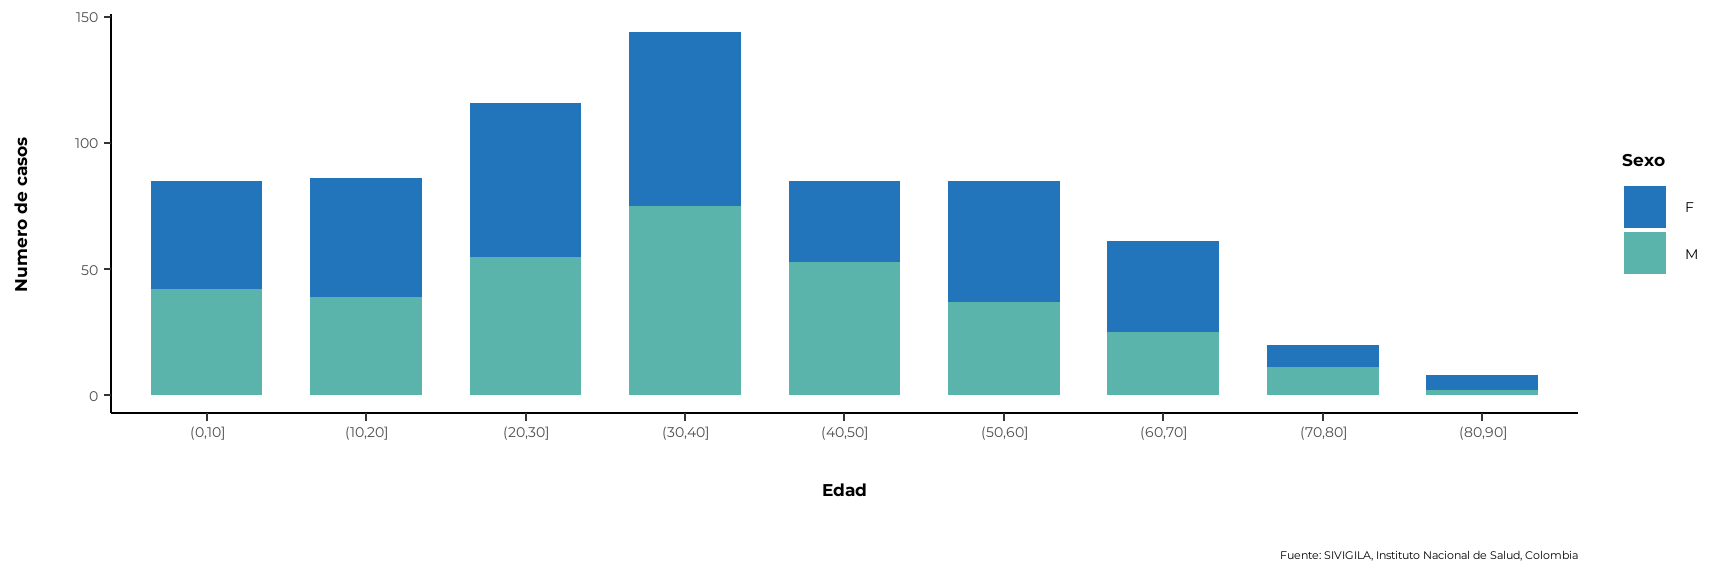 Numero de casos
150
100
50
0
(0,10]
(10,20]
(20,30]
(30,40]
(40,50]
(50,60]
(60,70]
(70,80]
(80,90]
Edad
Sexo
F
M
Fuente: SIVIGILA, Instituto Nacional de Salud, Colombia